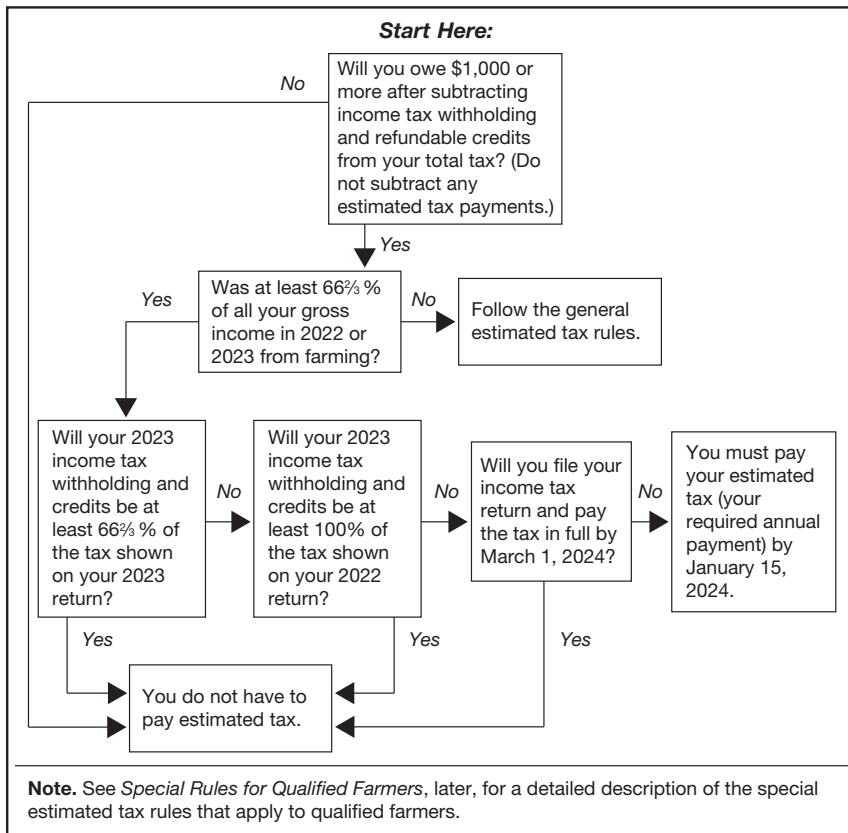 Start Here:
No
Will you owe $1,000 or
more after subtracting
income tax withholding
and refundable credits
from your total tax? (Do
not subtract any
estimated tax payments.)
Yes
Yes
Was at least 66⅔ %
of all your gross
income in 2022 or
2023 from farming?
No
Follow the general
estimated tax rules.
Will your 2023
income tax
withholding and
credits be at
least 66⅔ % of
the tax shown
on your 2023
return?
No
Will your 2023
income tax
withholding and
credits be at
least 100% of
the tax shown
on your 2022
return?
No
Will you file your
income tax
return and pay
the tax in full by
March 1, 2024?
No
You must pay
your estimated
tax (your
required annual
payment) by
January 15,
2024.
Yes
Yes
Yes
You do not have to
pay estimated tax.
Note. See Special Rules for Qualified Farmers, later, for a detailed description of the special
estimated tax rules that apply to qualified farmers.